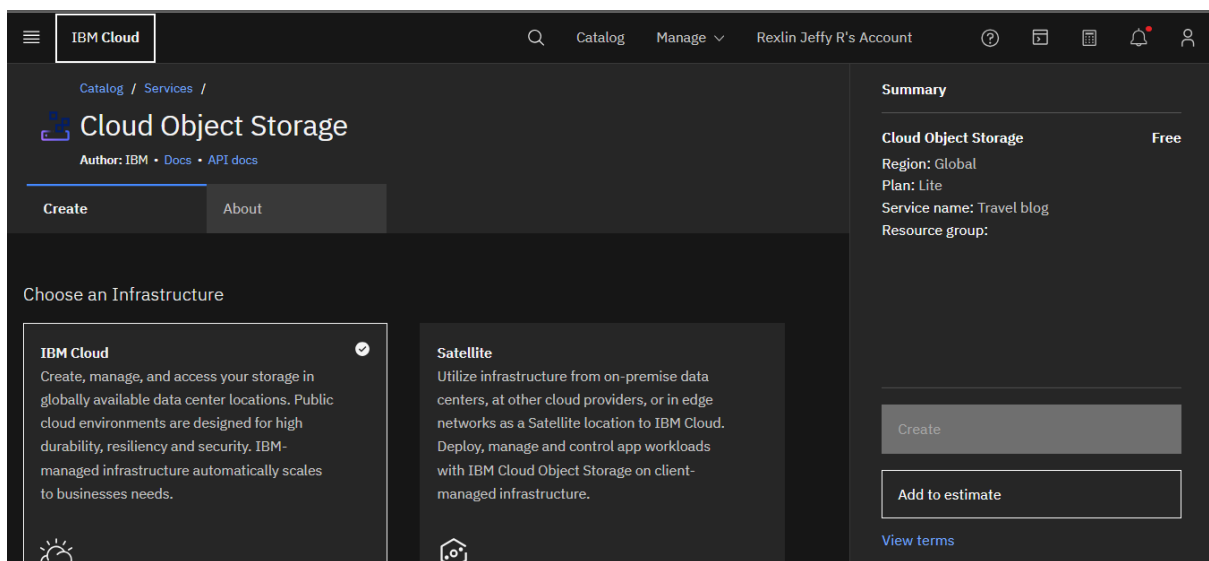 IBM Cloud Catalog Manage Rexlin Jeffy R's Account
Catalog / Services /
Cloud Object Storage
Author: IBM • Docs • API docs
Create About
Choose an Infrastructure
IBM Cloud
Create, manage, and access your storage in
globally available data center locations. Public
cloud environments are designed for high
durability, resiliency and security. IBM-
managed infrastructure automatically scales
to businesses needs.
Satellite
Utilize infrastructure from on-premise data
centers, at other cloud providers, or in edge
networks as a Satellite location to IBM Cloud.
Deploy, manage and control app workloads
with IBM Cloud Object Storage on client-
managed infrastructure.
Summary
Cloud Object Storage Free
Region: Global
Plan: Lite
Service name: Travel blog
Resource group:
Create
Add to estimate
View terms